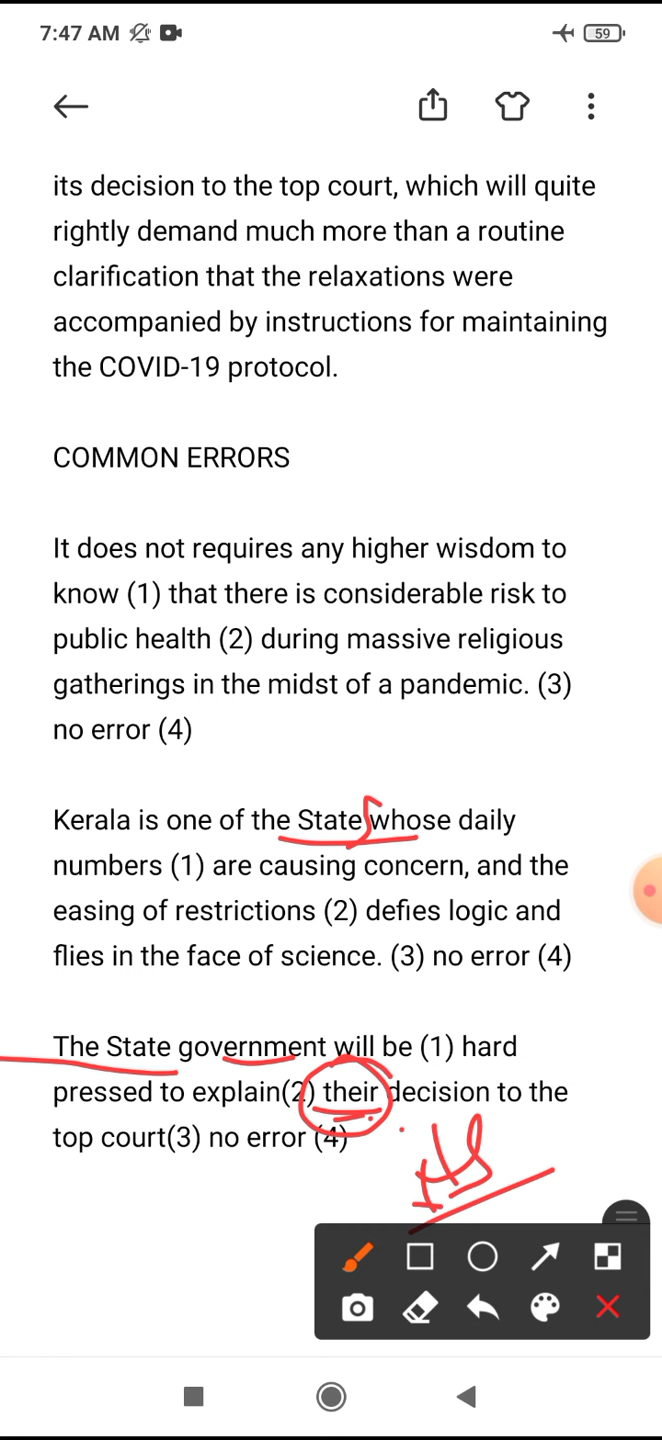 7:47 AM
59
its decision to the top court, which will quite
rightly demand much more than a routine
clarification that the relaxations were
accompanied by instructions for maintaining
the COVID-19 protocol.
COMMON ERRORS
It does not requires any higher wisdom to
know (1) that there is considerable risk to
public health (2) during massive religious
gatherings in the midst of a pandemic. (3)
no error (4)
Kerala is one of the State s whose daily
numbers (1) are causing concern, and the
easing of restrictions (2) defies logic and
flies in the face of science. (3) no error (4)
The State government will be (1) hard
pressed to explain(2) their decision to the
top court(3) no error (4)
its